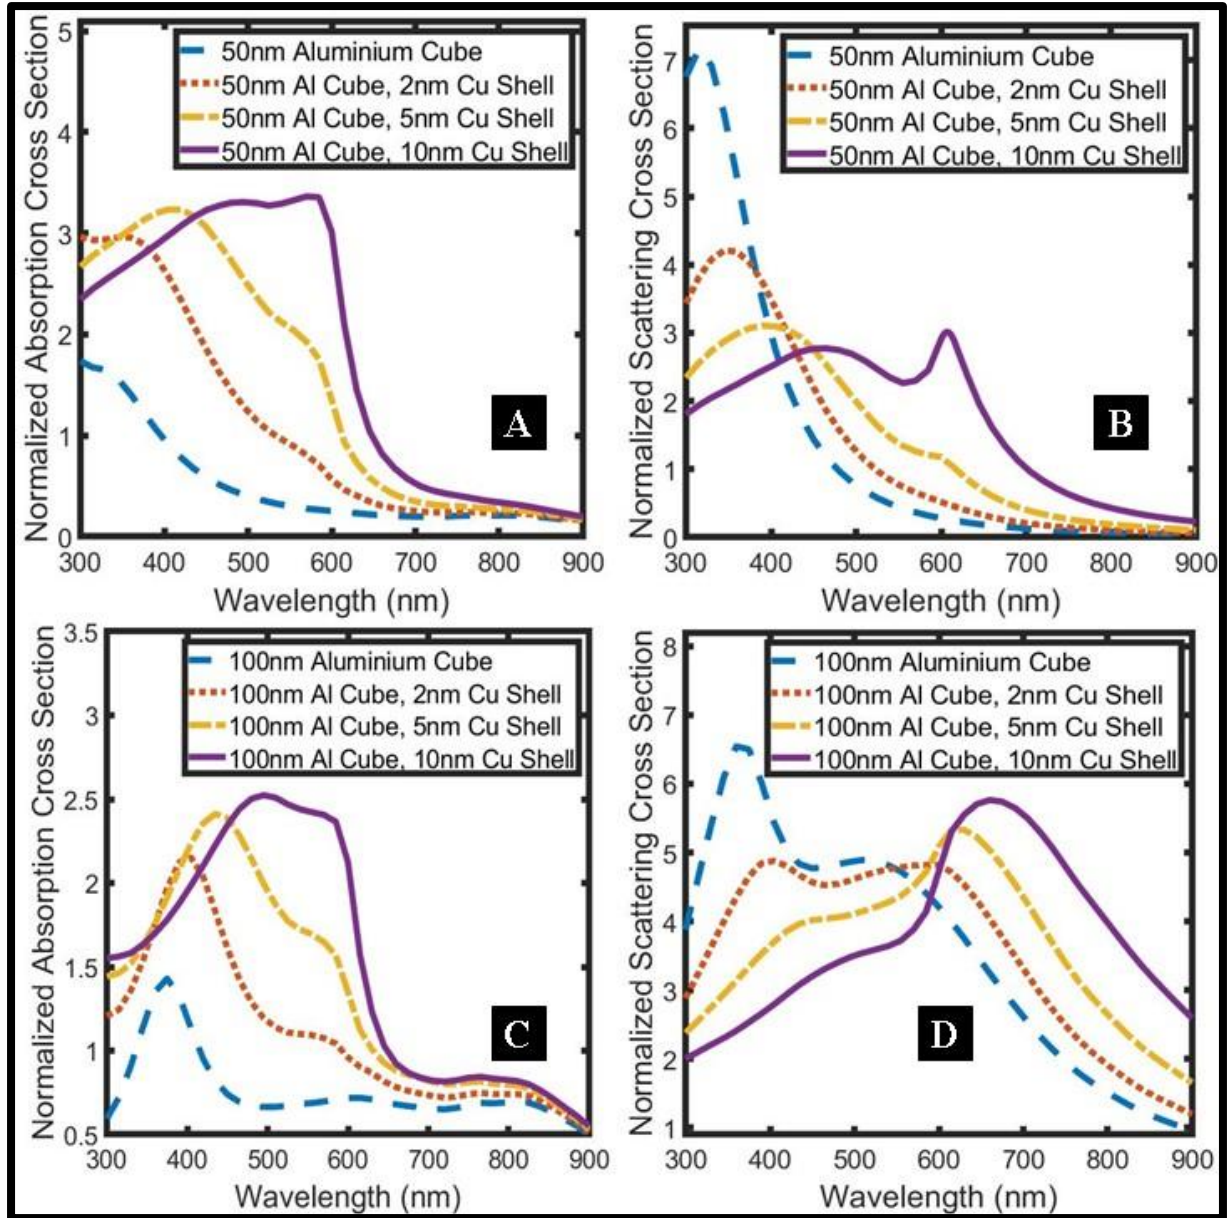 Normalized Absorption Cross Section
5
4
3
2
1
0
50nm Aluminium Cube
50nm Al Cube, 2nm Cu Shell
50nm Al Cube, 5nm Cu Shell
50nm Al Cube, 10nm Cu Shell
A
300 400 500 600 700 800 900
Wavelength (nm)
Normalized Scattering Cross Section
7
6
5
4
3
2
1
0
50nm Aluminium Cube
50nm Al Cube, 2nm Cu Shell
50nm Al Cube, 5nm Cu Shell
50nm Al Cube, 10nm Cu Shell
B
300 400 500 600 700 800 900
Wavelength (nm)
Normalized Absorption Cross Section
3.5
3
2.5
2
1.5
1
0.5
100nm Aluminium Cube
100nm Al Cube, 2nm Cu Shell
100nm Al Cube, 5nm Cu Shell
100nm Al Cube, 10nm Cu Shell
C
300 400 500 600 700 800 900
Wavelength (nm)
Normalized Scattering Cross Section
8
7
6
5
4
3
2
1
100nm Aluminium Cube
100nm Al Cube, 2nm Cu Shell
100nm Al Cube, 5nm Cu Shell
100nm Al Cube, 10nm Cu Shell
D
300 400 500 600 700 800 900
Wavelength (nm)